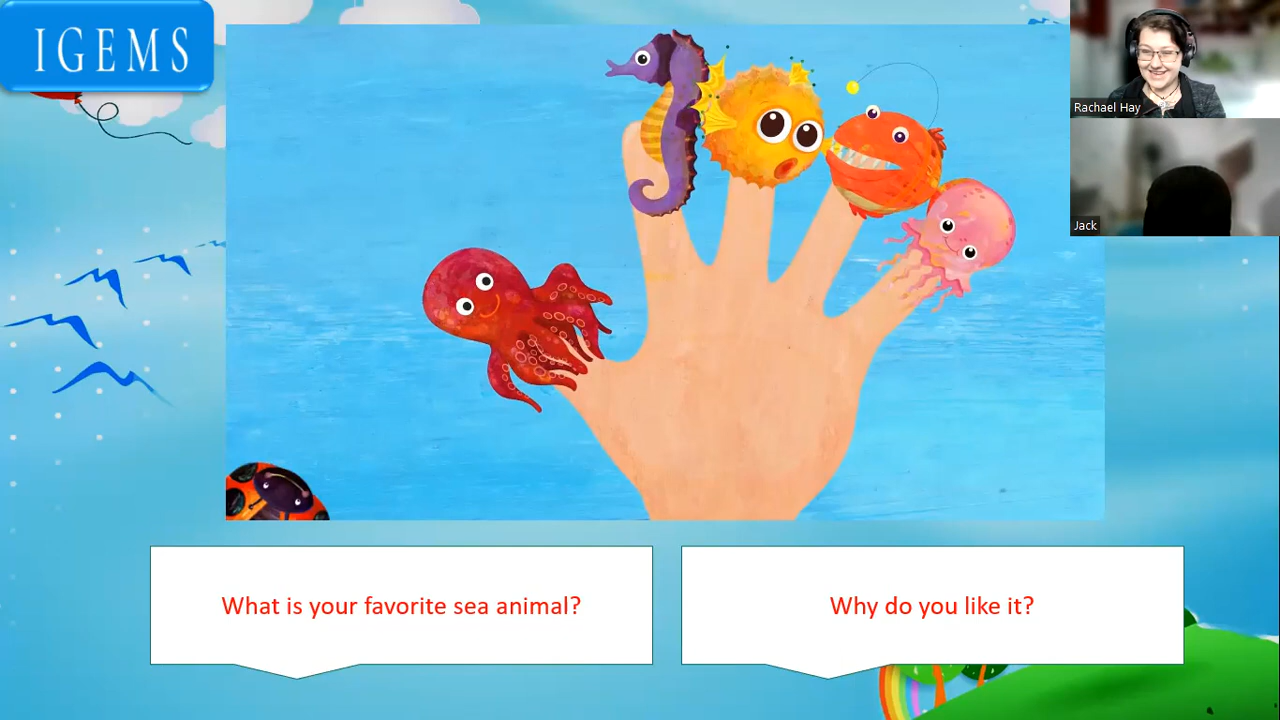 IGEMS
Rachael Hay
Jack
What is your favorite sea animal?
Why do you like it?